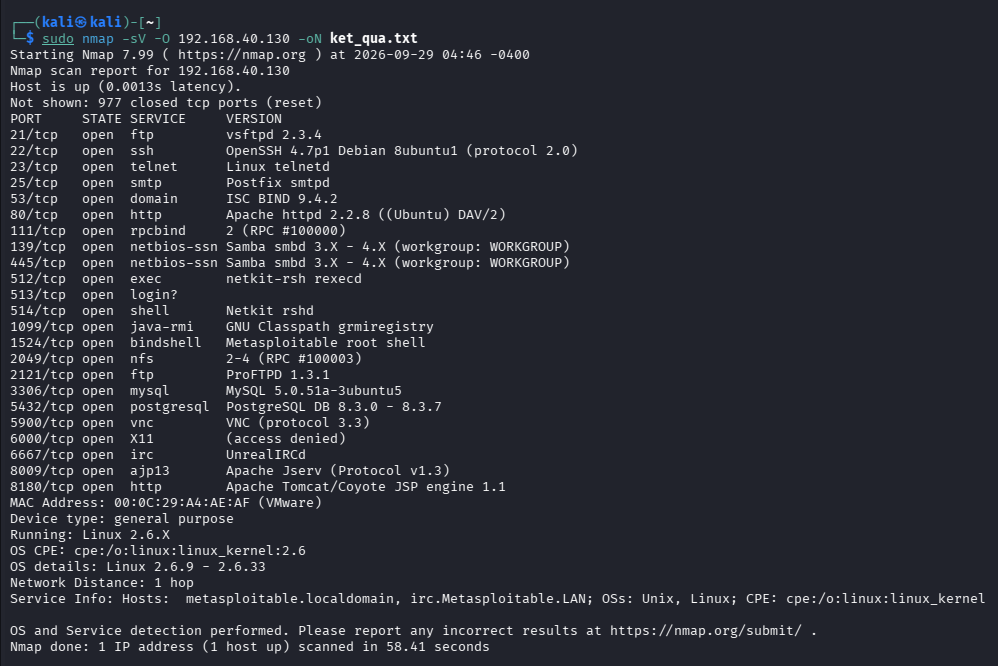 ┌──(kali㉿kali)-[~]
└─$ sudo nmap -sV -O 192.168.40.130 -oN ket_qua.txt
Starting Nmap 7.99 ( https://nmap.org ) at 2026-09-29 04:46 -0400
Nmap scan report for 192.168.40.130
Host is up (0.0013s latency).
Not shown: 977 closed tcp ports (reset)
PORT     STATE SERVICE     VERSION
21/tcp   open  ftp         vsftpd 2.3.4
22/tcp   open  ssh         OpenSSH 4.7p1 Debian 8ubuntu1 (protocol 2.0)
23/tcp   open  telnet      Linux telnetd
25/tcp   open  smtp        Postfix smtpd
53/tcp   open  domain      ISC BIND 9.4.2
80/tcp   open  http        Apache httpd 2.2.8 ((Ubuntu) DAV/2)
111/tcp  open  rpcbind     2 (RPC #100000)
139/tcp  open  netbios-ssn Samba smbd 3.X - 4.X (workgroup: WORKGROUP)
445/tcp  open  netbios-ssn Samba smbd 3.X - 4.X (workgroup: WORKGROUP)
512/tcp  open  exec        netkit-rsh rexecd
513/tcp  open  login?
514/tcp  open  shell       Netkit rshd
1099/tcp open  java-rmi    GNU Classpath grmiregistry
1524/tcp open  bindshell   Metasploitable root shell
2049/tcp open  nfs         2-4 (RPC #100003)
2121/tcp open  ftp         ProFTPD 1.3.1
3306/tcp open  mysql       MySQL 5.0.51a-3ubuntu5
5432/tcp open  postgresql  PostgreSQL DB 8.3.0 - 8.3.7
5900/tcp open  vnc         VNC (protocol 3.3)
6000/tcp open  X11         (access denied)
6667/tcp open  irc         UnrealIRCd
8009/tcp open  ajp13       Apache Jserv (Protocol v1.3)
8180/tcp open  http        Apache Tomcat/Coyote JSP engine 1.1
MAC Address: 00:0C:29:A4:AE:AF (VMware)
Device type: general purpose
Running: Linux 2.6.X
OS CPE: cpe:/o:linux:linux_kernel:2.6
OS details: Linux 2.6.9 - 2.6.33
Network Distance: 1 hop
Service Info: Hosts:  metasploitable.localdomain, irc.Metasploitable.LAN; OSs: Unix, Linux; CPE: cpe:/o:linux:linux_kernel
OS and Service detection performed. Please report any incorrect results at https://nmap.org/submit/ .
Nmap done: 1 IP address (1 host up) scanned in 58.41 seconds